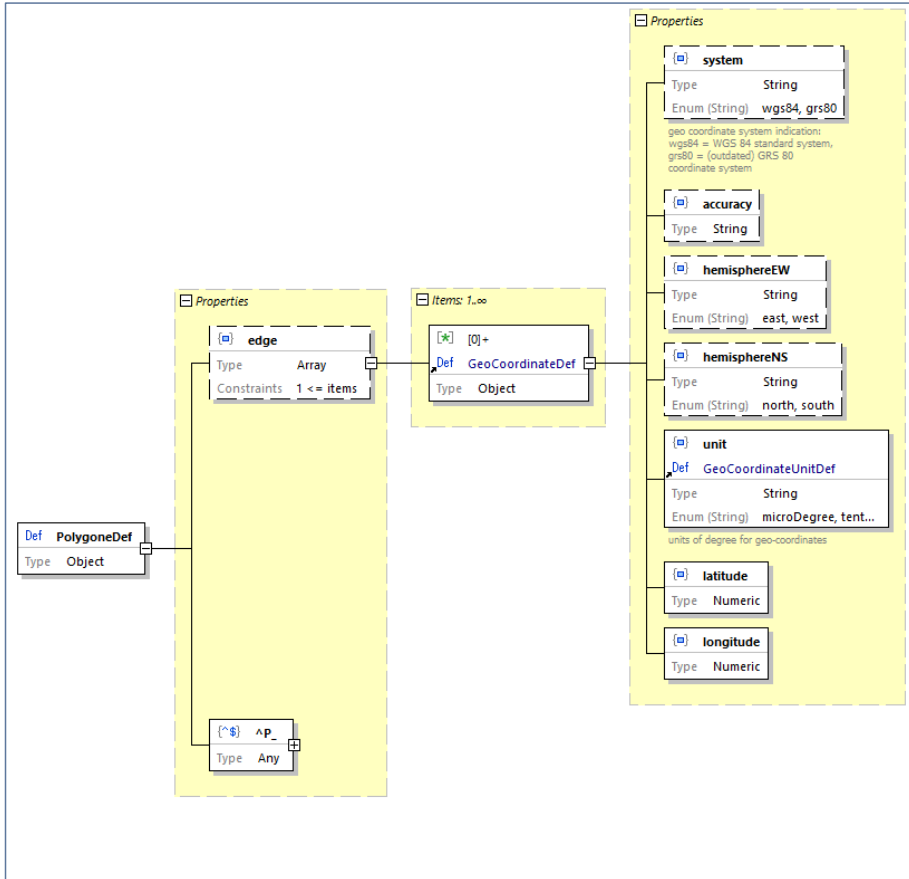 Properties
system
Type String
Enum (String) wgs84, grs80
geo coordinate system indication:
wgs84 = WGS 84 standard system,
grs80 = (outdated) GRS 80
coordinate system
accuracy
Type String
hemisphereEW
Type String
Enum (String) east, west
hemisphereNS
Type String
Enum (String) north, south
unit
Def GeoCoordinateUnitDef
Type String
Enum (String) microDegree, tent...
units of degree for geo-coordinates
latitude
Type Numeric
longitude
Type Numeric
Items: 1..∞
[*] [0]+
Def GeoCoordinateDef
Type Object
Properties
edge
Type Array
Constraints 1 <= items
{^$} ^P_
Type Any
Def PolygoneDef
Type Object